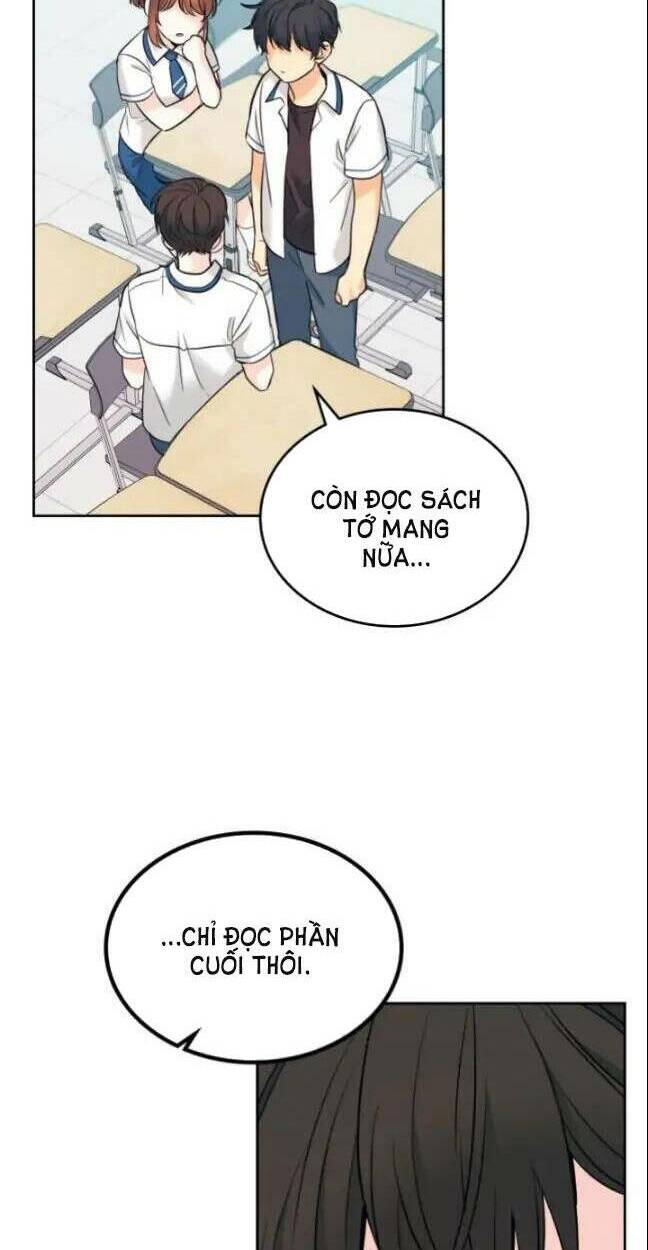 CÒN ĐỌC SÁCH
TỚ MANG
NỮA...
...CHỈ ĐỌC PHẦN
CUỐI THÔI.